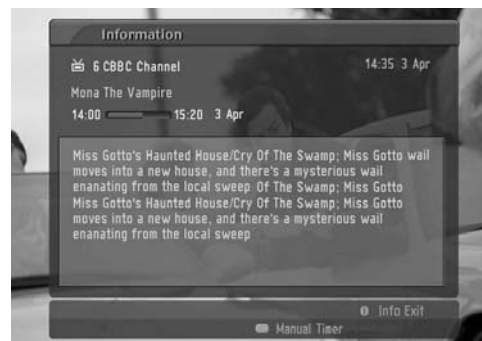 Information
6 CBBC Channel 14:35 3 Apr
Mona The Vampire
14:00 15:20 3 Apr
Miss Gotto's Haunted House/Cry Of The Swamp; Miss Gotto wail
moves into a new house, and there's a mysterious wail
enanating from the local sweep Of The Swamp; Miss Gotto
Miss Gotto's Haunted House/Cry Of The Swamp; Miss Gotto
moves into a new house, and there's a mysterious wail
enanating from the local sweep
i Info Exit
Manual Timer